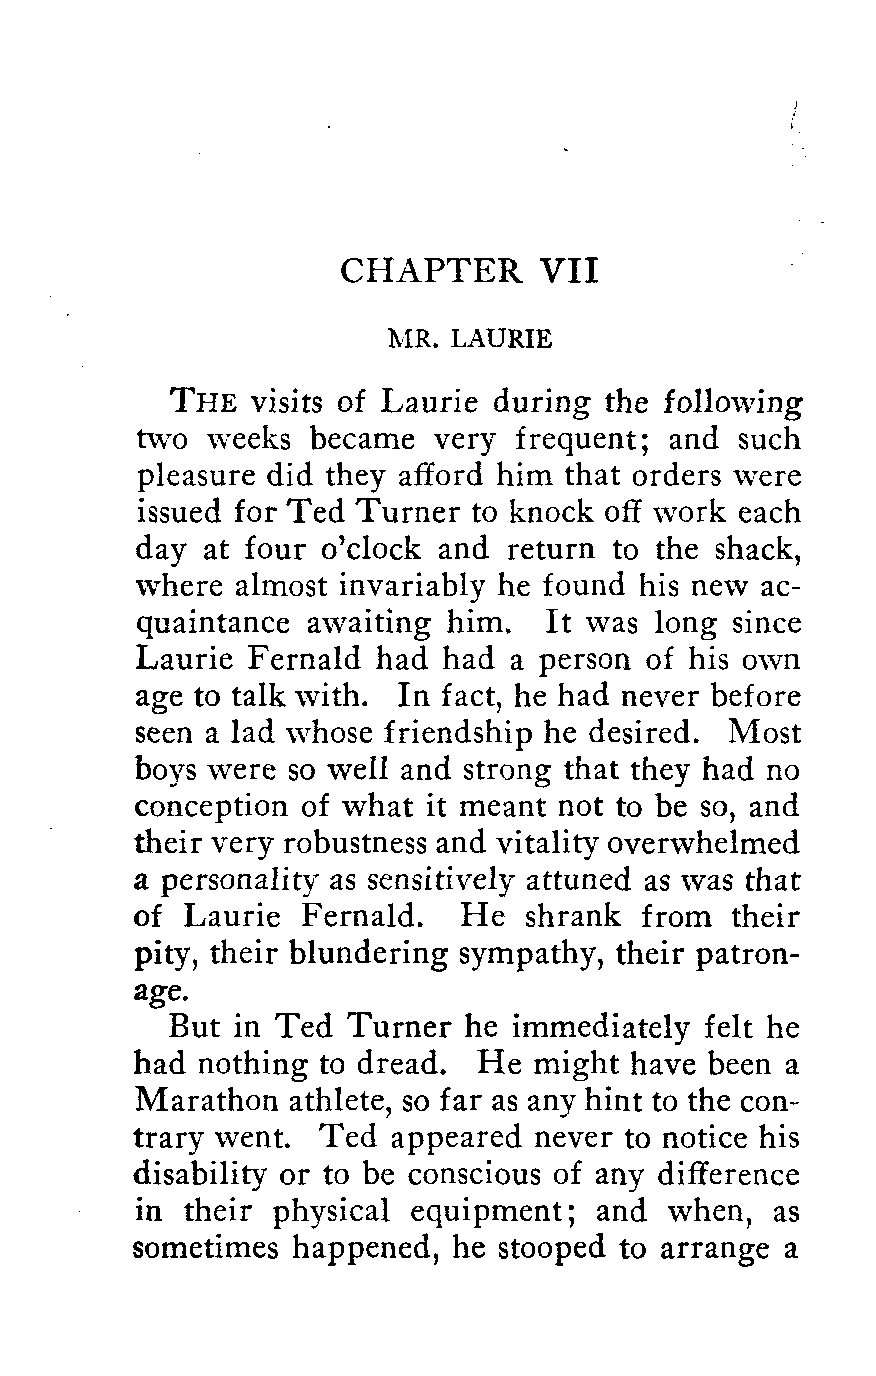 CHAPTER VII
MR. LAURIE
THE visits of Laurie during the following
two weeks became very frequent; and such
pleasure did they afford him that orders were
issued for Ted Turner to knock off work each
day at four o'clock and return to the shack,
where almost invariably he found his new ac-
quaintance awaiting him. It was long since
Laurie Fernald had had a person of his own
age to talk with. In fact, he had never before
seen a lad whose friendship he desired. Most
boys were so well and strong that they had no
conception of what it meant not to be so, and
their very robustness and vitality overwhelmed
a personality as sensitively attuned as was that
of Laurie Fernald. He shrank from their
pity, their blundering sympathy, their patron-
age.
But in Ted Turner he immediately felt he
had nothing to dread. He might have been a
Marathon athlete, so far as any hint to the con-
trary went. Ted appeared never to notice his
disability or to be conscious of any difference
in their physical equipment; and when, as
sometimes happened, he stooped to arrange a